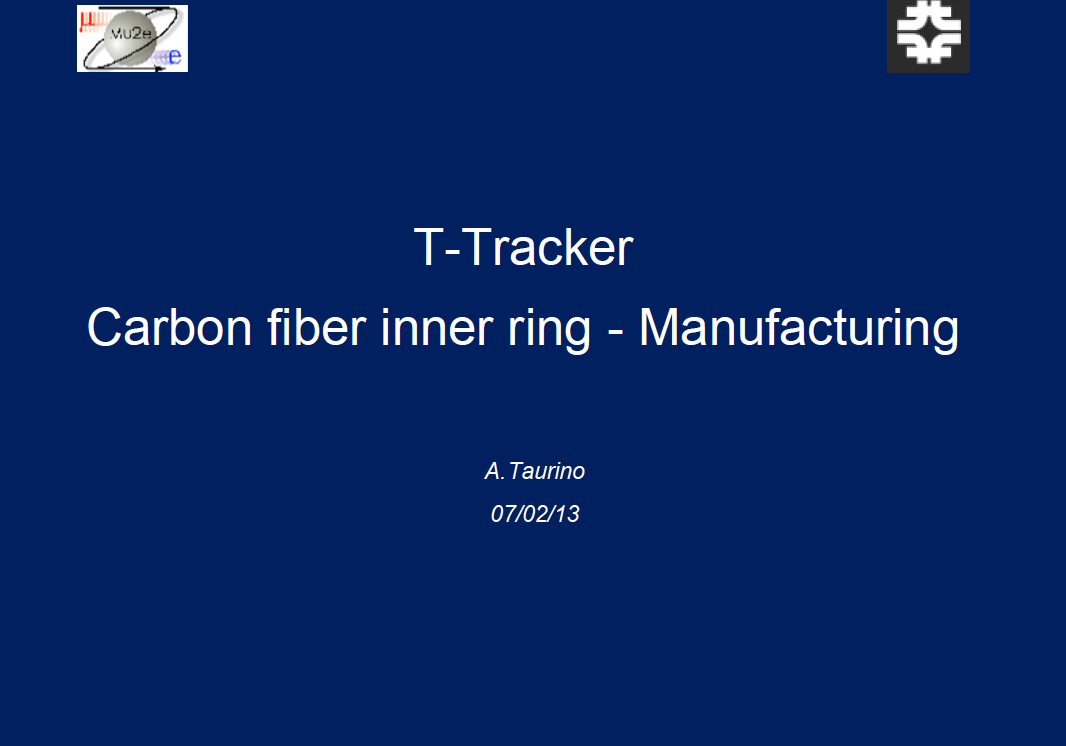 μ
Mu2e
e
T-Tracker
Carbon fiber inner ring - Manufacturing
A.Taurino
07/02/13